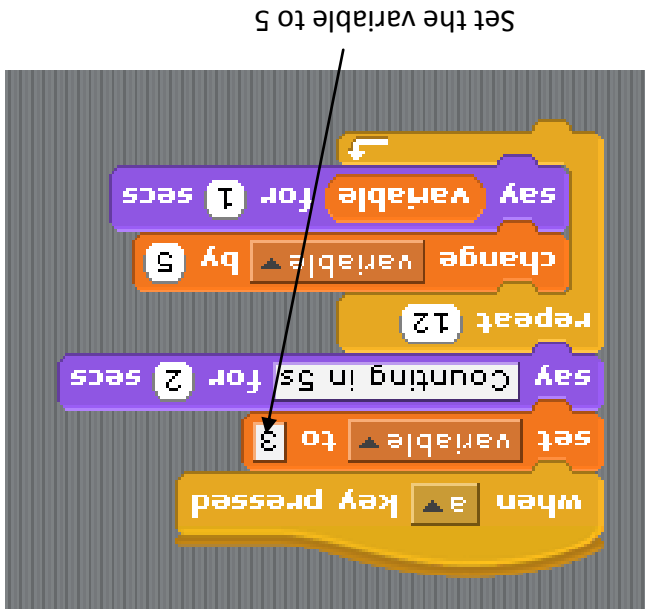 when a key pressed
set variable to 3
say Counting in 5s for 2 secs
repeat 12
change variable by 5
say variable for 1 secs
Set the variable to 5